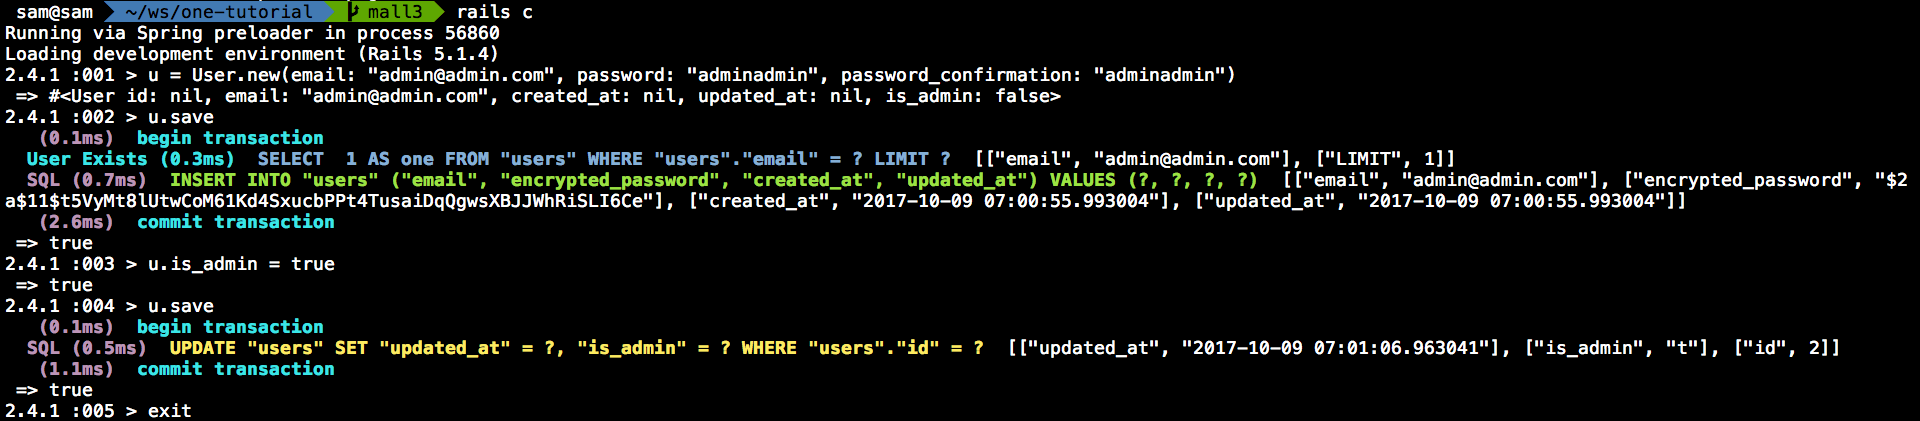 sam@sam ~/ws/one-tutorial mall3 rails c
Running via Spring preloader in process 56860
Loading development environment (Rails 5.1.4)
2.4.1 :001 > u = User.new(email: "admin@admin.com", password: "adminadmin", password_confirmation: "adminadmin")
 => #<User id: nil, email: "admin@admin.com", created_at: nil, updated_at: nil, is_admin: false>
2.4.1 :002 > u.save
   (0.1ms)  begin transaction
  User Exists (0.3ms)  SELECT  1 AS one FROM "users" WHERE "users"."email" = ? LIMIT ?  [["email", "admin@admin.com"], ["LIMIT", 1]]
  SQL (0.7ms)  INSERT INTO "users" ("email", "encrypted_password", "created_at", "updated_at") VALUES (?, ?, ?, ?)  [["email", "admin@admin.com"], ["encrypted_password", "$2
a$11$t5VyMt8lUtwCoM61Kd4SxucbPPt4TusaiDqQgwsXBJJWhRiSLI6Ce"], ["created_at", "2017-10-09 07:00:55.993004"], ["updated_at", "2017-10-09 07:00:55.993004"]]
   (2.6ms)  commit transaction
 => true
2.4.1 :003 > u.is_admin = true
 => true
2.4.1 :004 > u.save
   (0.1ms)  begin transaction
  SQL (0.5ms)  UPDATE "users" SET "updated_at" = ?, "is_admin" = ? WHERE "users"."id" = ?  [["updated_at", "2017-10-09 07:01:06.963041"], ["is_admin", "t"], ["id", 2]]
   (1.1ms)  commit transaction
 => true
2.4.1 :005 > exit